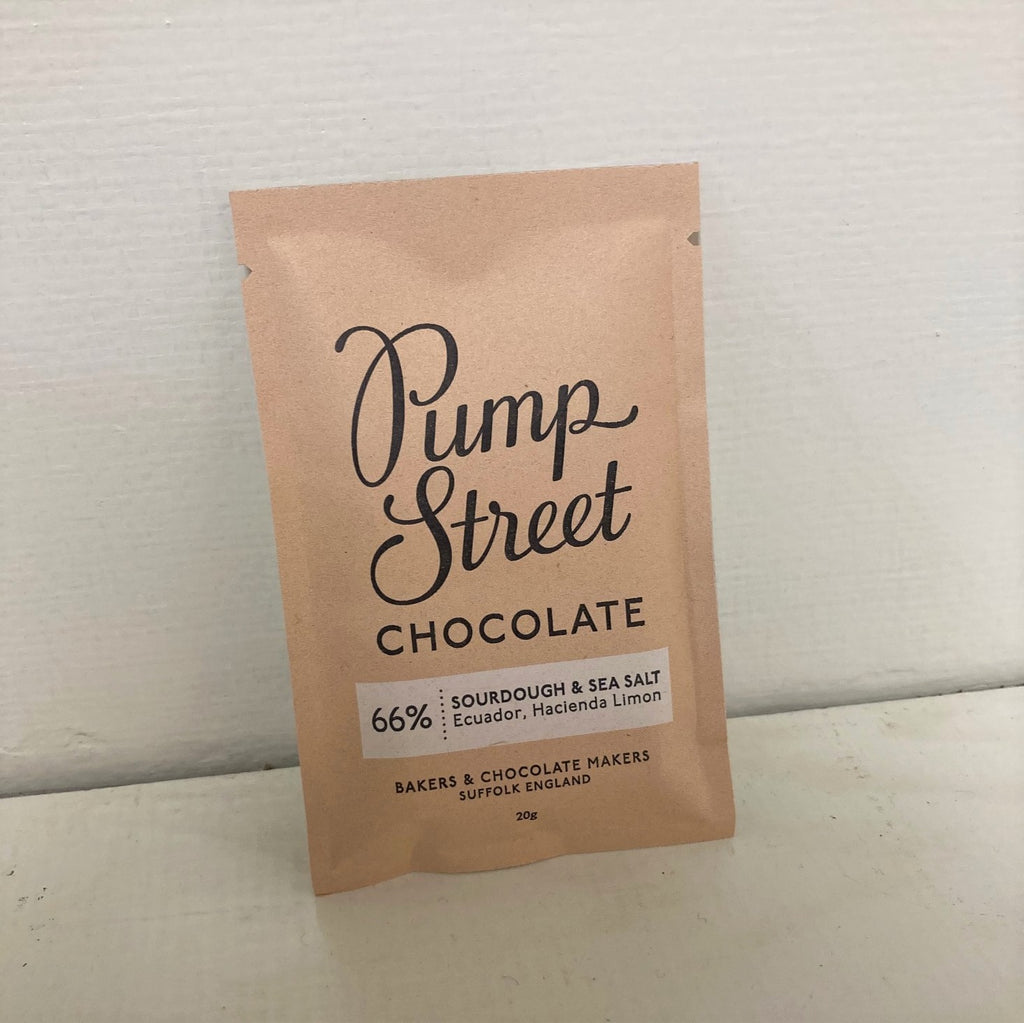 Pump
Street
CHOCOLATE
66%
SOURDOUGH & SEA SALT
Ecuador, Hacienda Limon
BAKERS & CHOCOLATE MAKERS
SUFFOLK ENGLAND
20g